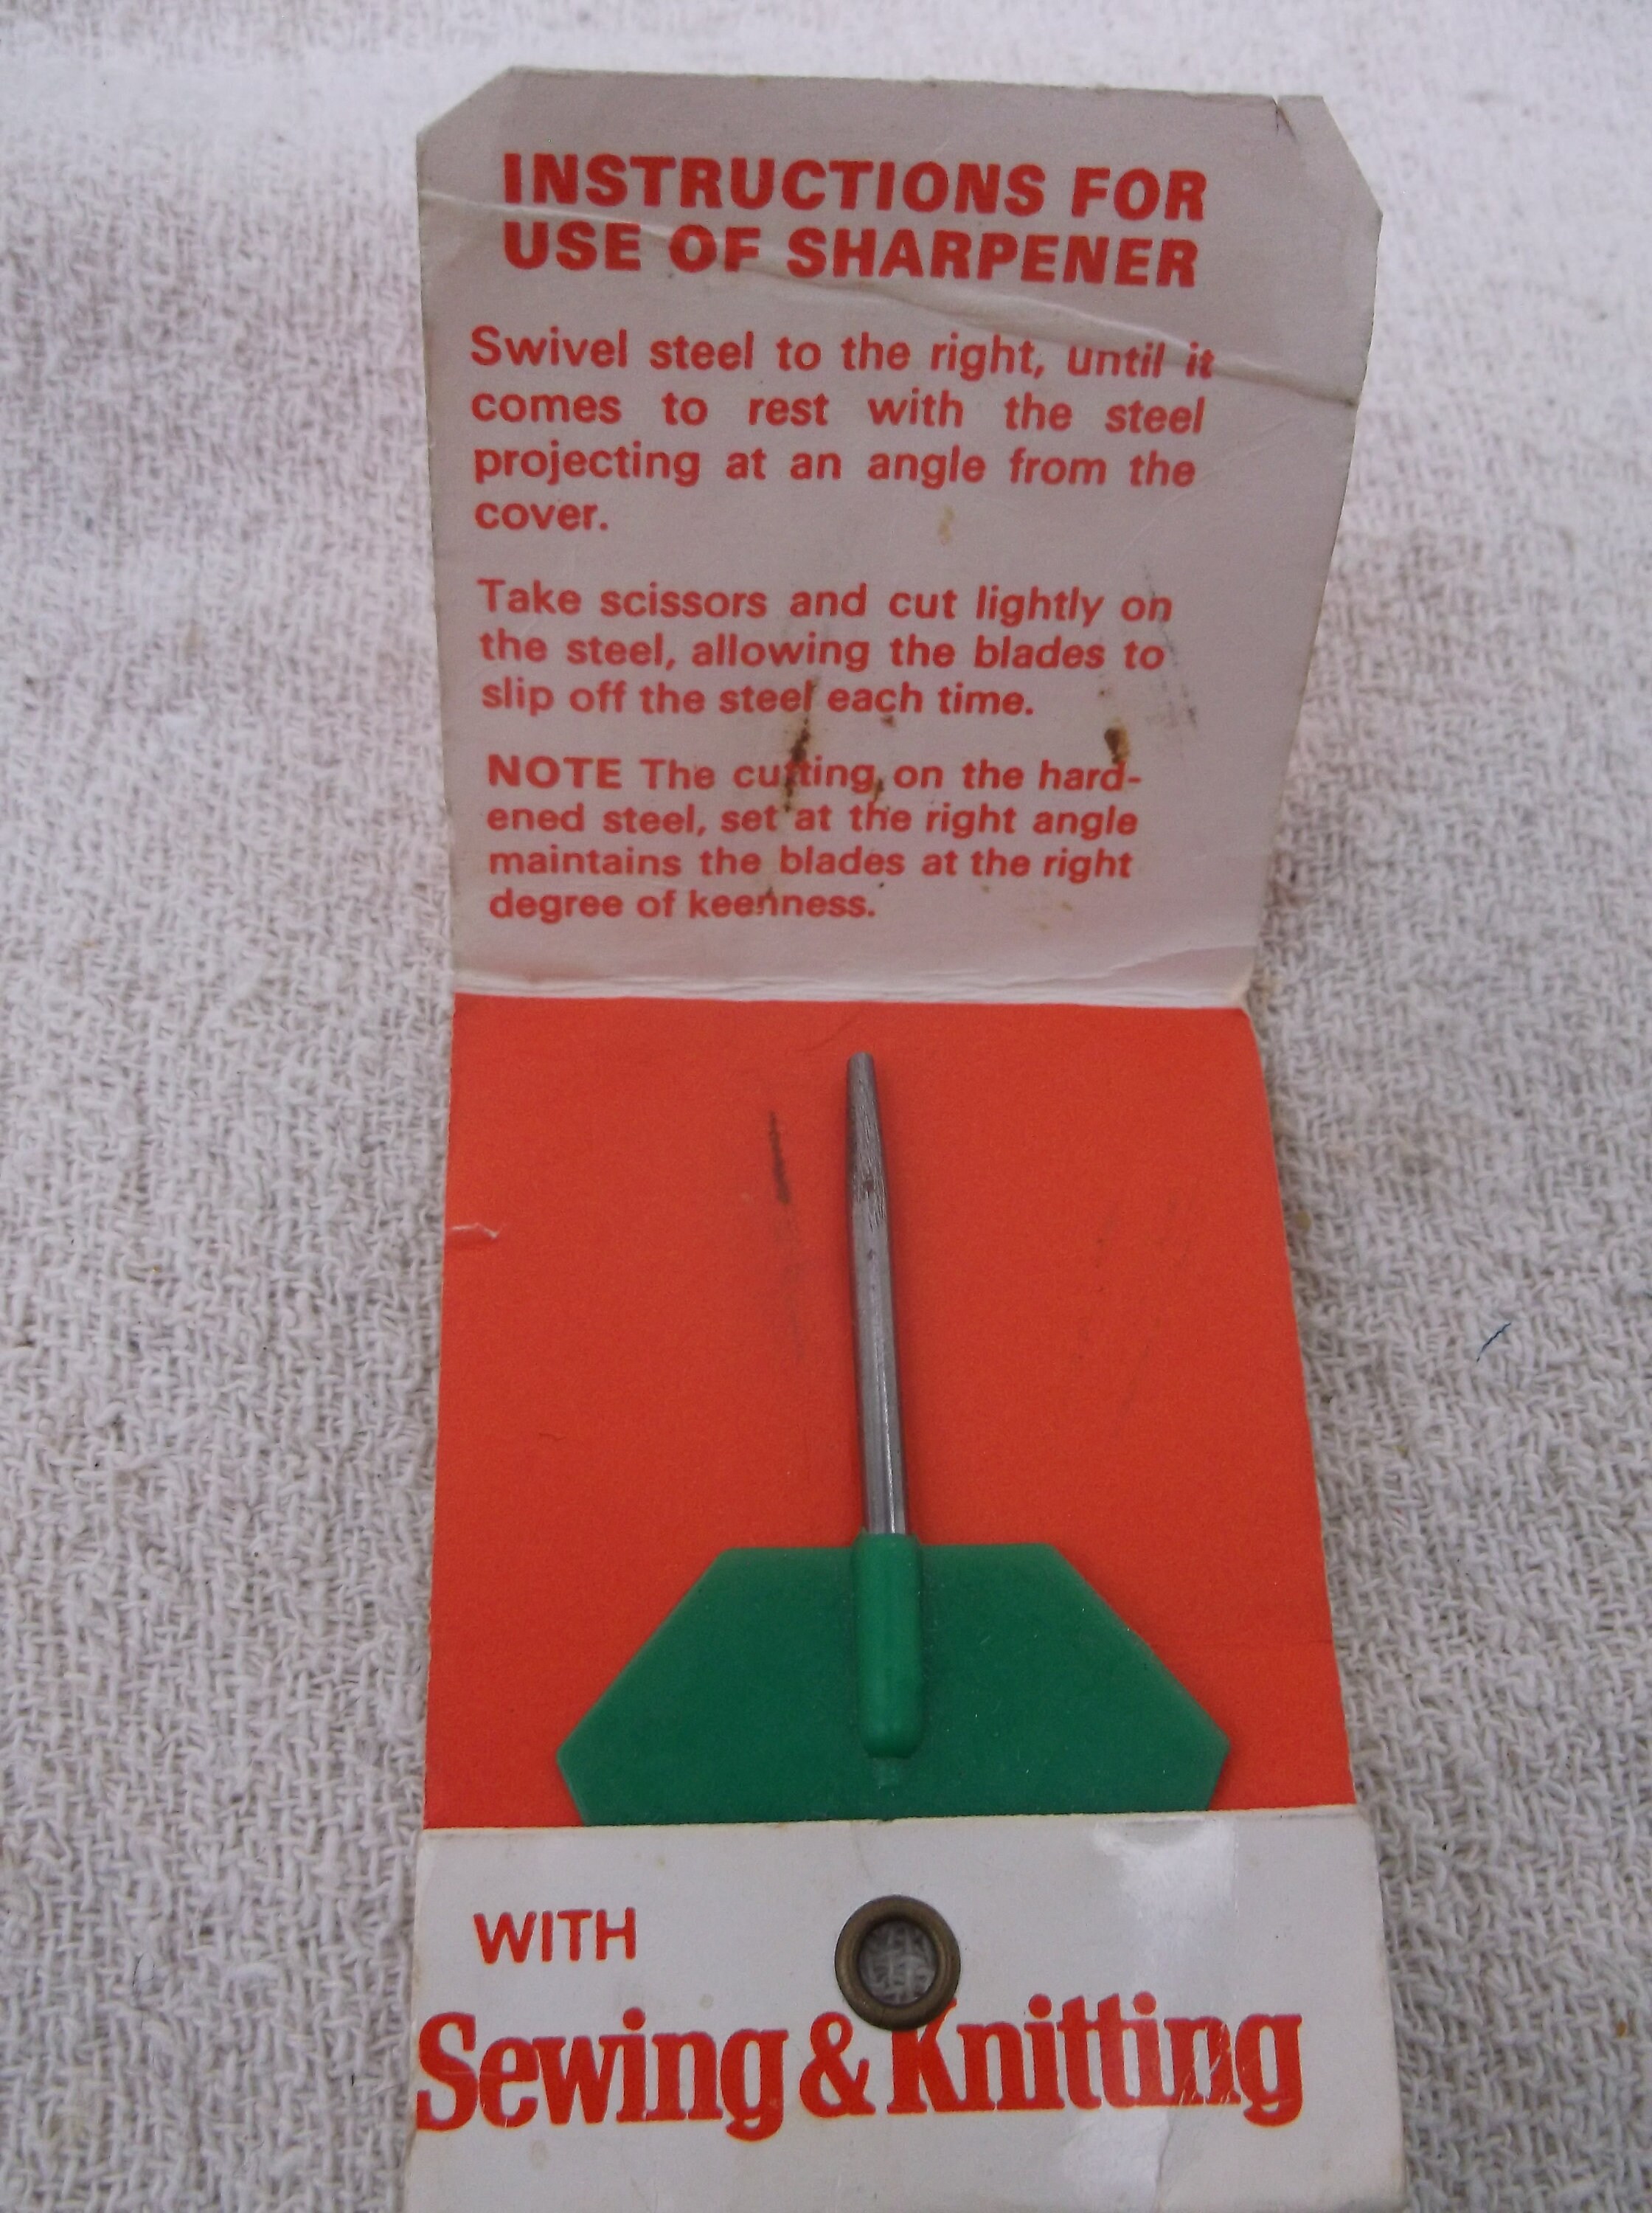 INSTRUCTIONS FOR
USE OF SHARPENER
Swivel steel to the right, until it
comes to rest with the steel
projecting at an angle from the
cover.
Take scissors and cut lightly on
the steel, allowing the blades to
slip off the steel each time.
NOTE The cutting on the hard-
ened steel, set at the right angle
maintains the blades at the right
degree of keenness.
WITH
Sewing & Knitting